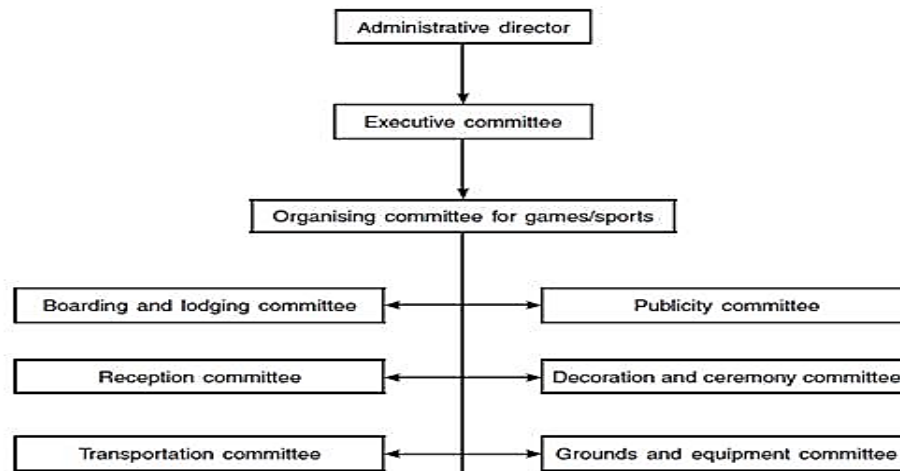 Administrative director
Executive committee
Organising committee for games/sports
Boarding and lodging committee
Publicity committee
Reception committee
Decoration and ceremony committee
Transportation committee
Grounds and equipment committee